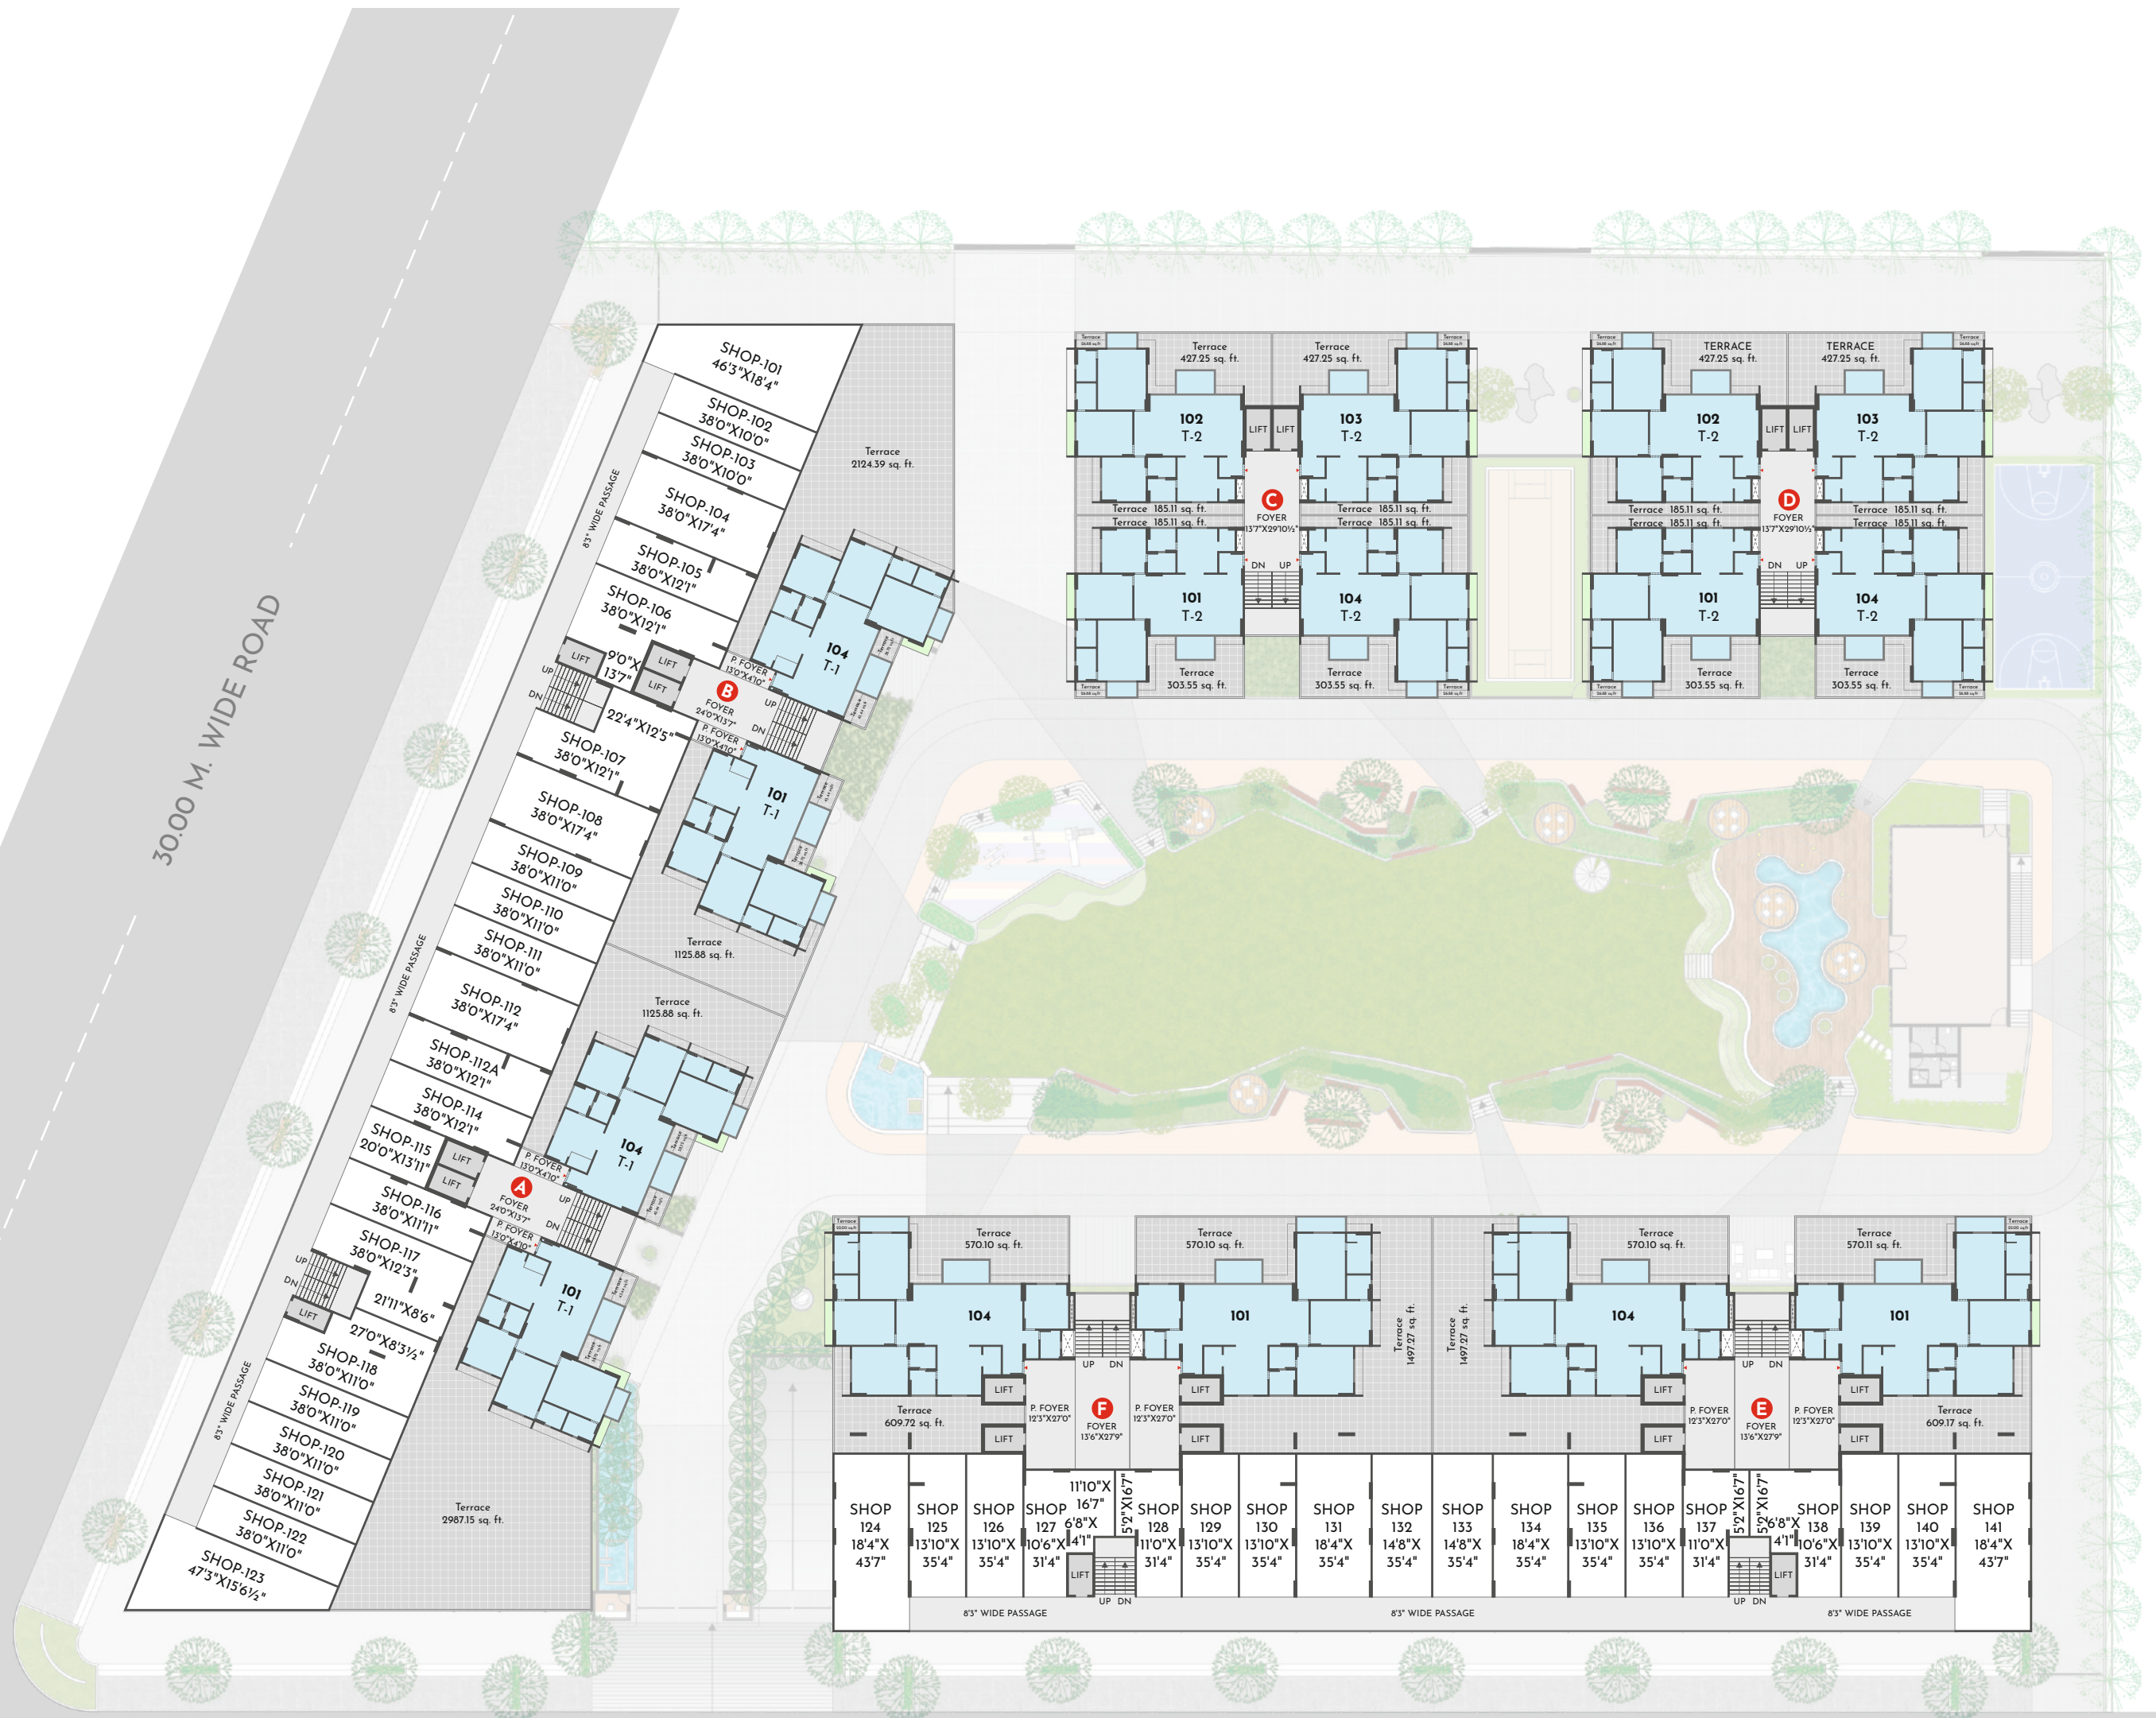 30.00 M. WIDE ROAD
8'3" WIDE PASSAGE
8'3" WIDE PASSAGE
8'3" WIDE PASSAGE
SHOP-101
46'3"X18'4"
SHOP-102
38'0"X10'0"
SHOP-103
38'0"X10'0"
SHOP-104
38'0"X17'4"
SHOP-105
38'0"X12'1"
SHOP-106
38'0"X12'1"
LIFT
9'0"X
13'7"
LIFT
LIFT
UP
DN
22'4"X12'5"
SHOP-107
38'0"X12'1"
SHOP-108
38'0"X17'4"
SHOP-109
38'0"X11'0"
SHOP-110
38'0"X11'0"
SHOP-111
38'0"X11'0"
SHOP-112
38'0"X17'4"
SHOP-112A
38'0"X12'1"
SHOP-114
38'0"X12'1"
SHOP-115
20'0"X13'11"
LIFT
LIFT
SHOP-116
38'0"X11'11"
SHOP-117
38'0"X12'3"
UP
DN
LIFT
21'11"X8'6"
27'0"X8'3½"
SHOP-118
38'0"X11'0"
SHOP-119
38'0"X11'0"
SHOP-120
38'0"X11'0"
SHOP-121
38'0"X11'0"
SHOP-122
38'0"X11'0"
SHOP-123
47'3"X15'6½"
Terrace
2124.39 sq. ft.
104
T-1
P. FOYER
13'0"X4'10"
B
FOYER
24'0"X13'7"
UP
DN
P. FOYER
13'0"X4'10"
101
T-1
Terrace
1125.88 sq. ft.
Terrace
1125.88 sq. ft.
104
T-1
P. FOYER
13'0"X4'10"
A
FOYER
24'0"X13'7"
UP
DN
P. FOYER
13'0"X4'10"
101
T-1
Terrace
2987.15 sq. ft.
Terrace
Terrace
427.25 sq. ft.
Terrace
427.25 sq. ft.
Terrace
102
T-2
LIFT
LIFT
103
T-2
C
FOYER
13'7"X29'10½"
Terrace 185.11 sq. ft.
Terrace 185.11 sq. ft.
Terrace 185.11 sq. ft.
Terrace 185.11 sq. ft.
DN
UP
101
T-2
104
T-2
Terrace
303.55 sq. ft.
Terrace
303.55 sq. ft.
Terrace
Terrace
Terrace
TERRACE
427.25 sq. ft.
TERRACE
427.25 sq. ft.
Terrace
102
T-2
LIFT
LIFT
103
T-2
D
FOYER
13'7"X29'10½"
Terrace 185.11 sq. ft.
Terrace 185.11 sq. ft.
Terrace 185.11 sq. ft.
Terrace 185.11 sq. ft.
DN
UP
101
T-2
104
T-2
Terrace
303.55 sq. ft.
Terrace
303.55 sq. ft.
Terrace
Terrace
Terrace
Terrace
570.10 sq. ft.
Terrace
570.10 sq. ft.
104
101
Terrace
1497.27 sq. ft.
UP
DN
LIFT
LIFT
P. FOYER
12'3"X27'0"
F
FOYER
13'6"X27'9"
P. FOYER
12'3"X27'0"
Terrace
609.72 sq. ft.
LIFT
LIFT
Terrace
1497.27 sq. ft.
Terrace
570.10 sq. ft.
Terrace
570.11 sq. ft.
Terrace
104
101
UP
DN
LIFT
LIFT
P. FOYER
12'3"X27'0"
E
FOYER
13'6"X27'9"
P. FOYER
12'3"X27'0"
Terrace
609.17 sq. ft.
LIFT
LIFT
SHOP
124
18'4"X
43'7"
SHOP
125
13'10"X
35'4"
SHOP
126
13'10"X
35'4"
SHOP
127
10'6"X
31'4"
11'10"X
16'7"
6'8"X
4'1"
5'2"X16'7"
LIFT
UP DN
SHOP
128
11'0"X
31'4"
SHOP
129
13'10"X
35'4"
SHOP
130
13'10"X
35'4"
SHOP
131
18'4"X
35'4"
SHOP
132
14'8"X
35'4"
SHOP
133
14'8"X
35'4"
SHOP
134
18'4"X
35'4"
SHOP
135
13'10"X
35'4"
SHOP
136
13'10"X
35'4"
SHOP
137
11'0"X
31'4"
5'2"X16'7"
5'2"X16'7"
6'8"X
4'1"
LIFT
UP DN
SHOP
138
10'6"X
31'4"
SHOP
139
13'10"X
35'4"
SHOP
140
13'10"X
35'4"
SHOP
141
18'4"X
43'7"
8'3" WIDE PASSAGE
8'3" WIDE PASSAGE
8'3" WIDE PASSAGE